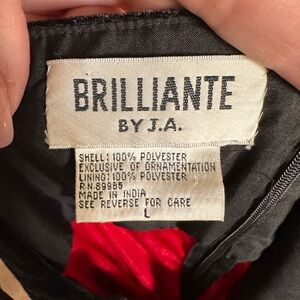 BRILLIANTE
BY J.A.
SHELL:100% POLYESTER
EXCLUSIVE OF ORNAMENTATION
LINING:100% POLYESTER
RN 89985
MADE IN INDIA
SEE REVERSE FOR CARE
L